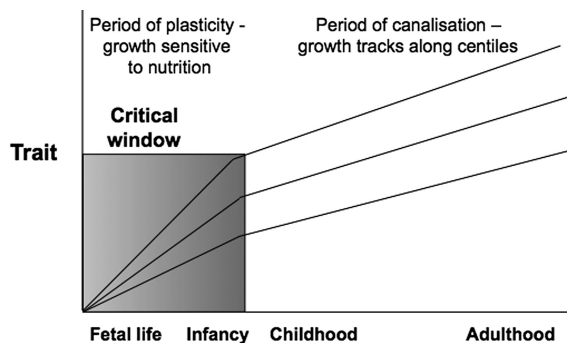 Period of plasticity -
growth sensitive
to nutrition
Period of canalisation –
growth tracks along centiles
Critical
window
Trait
Fetal life
Infancy
Childhood
Adulthood